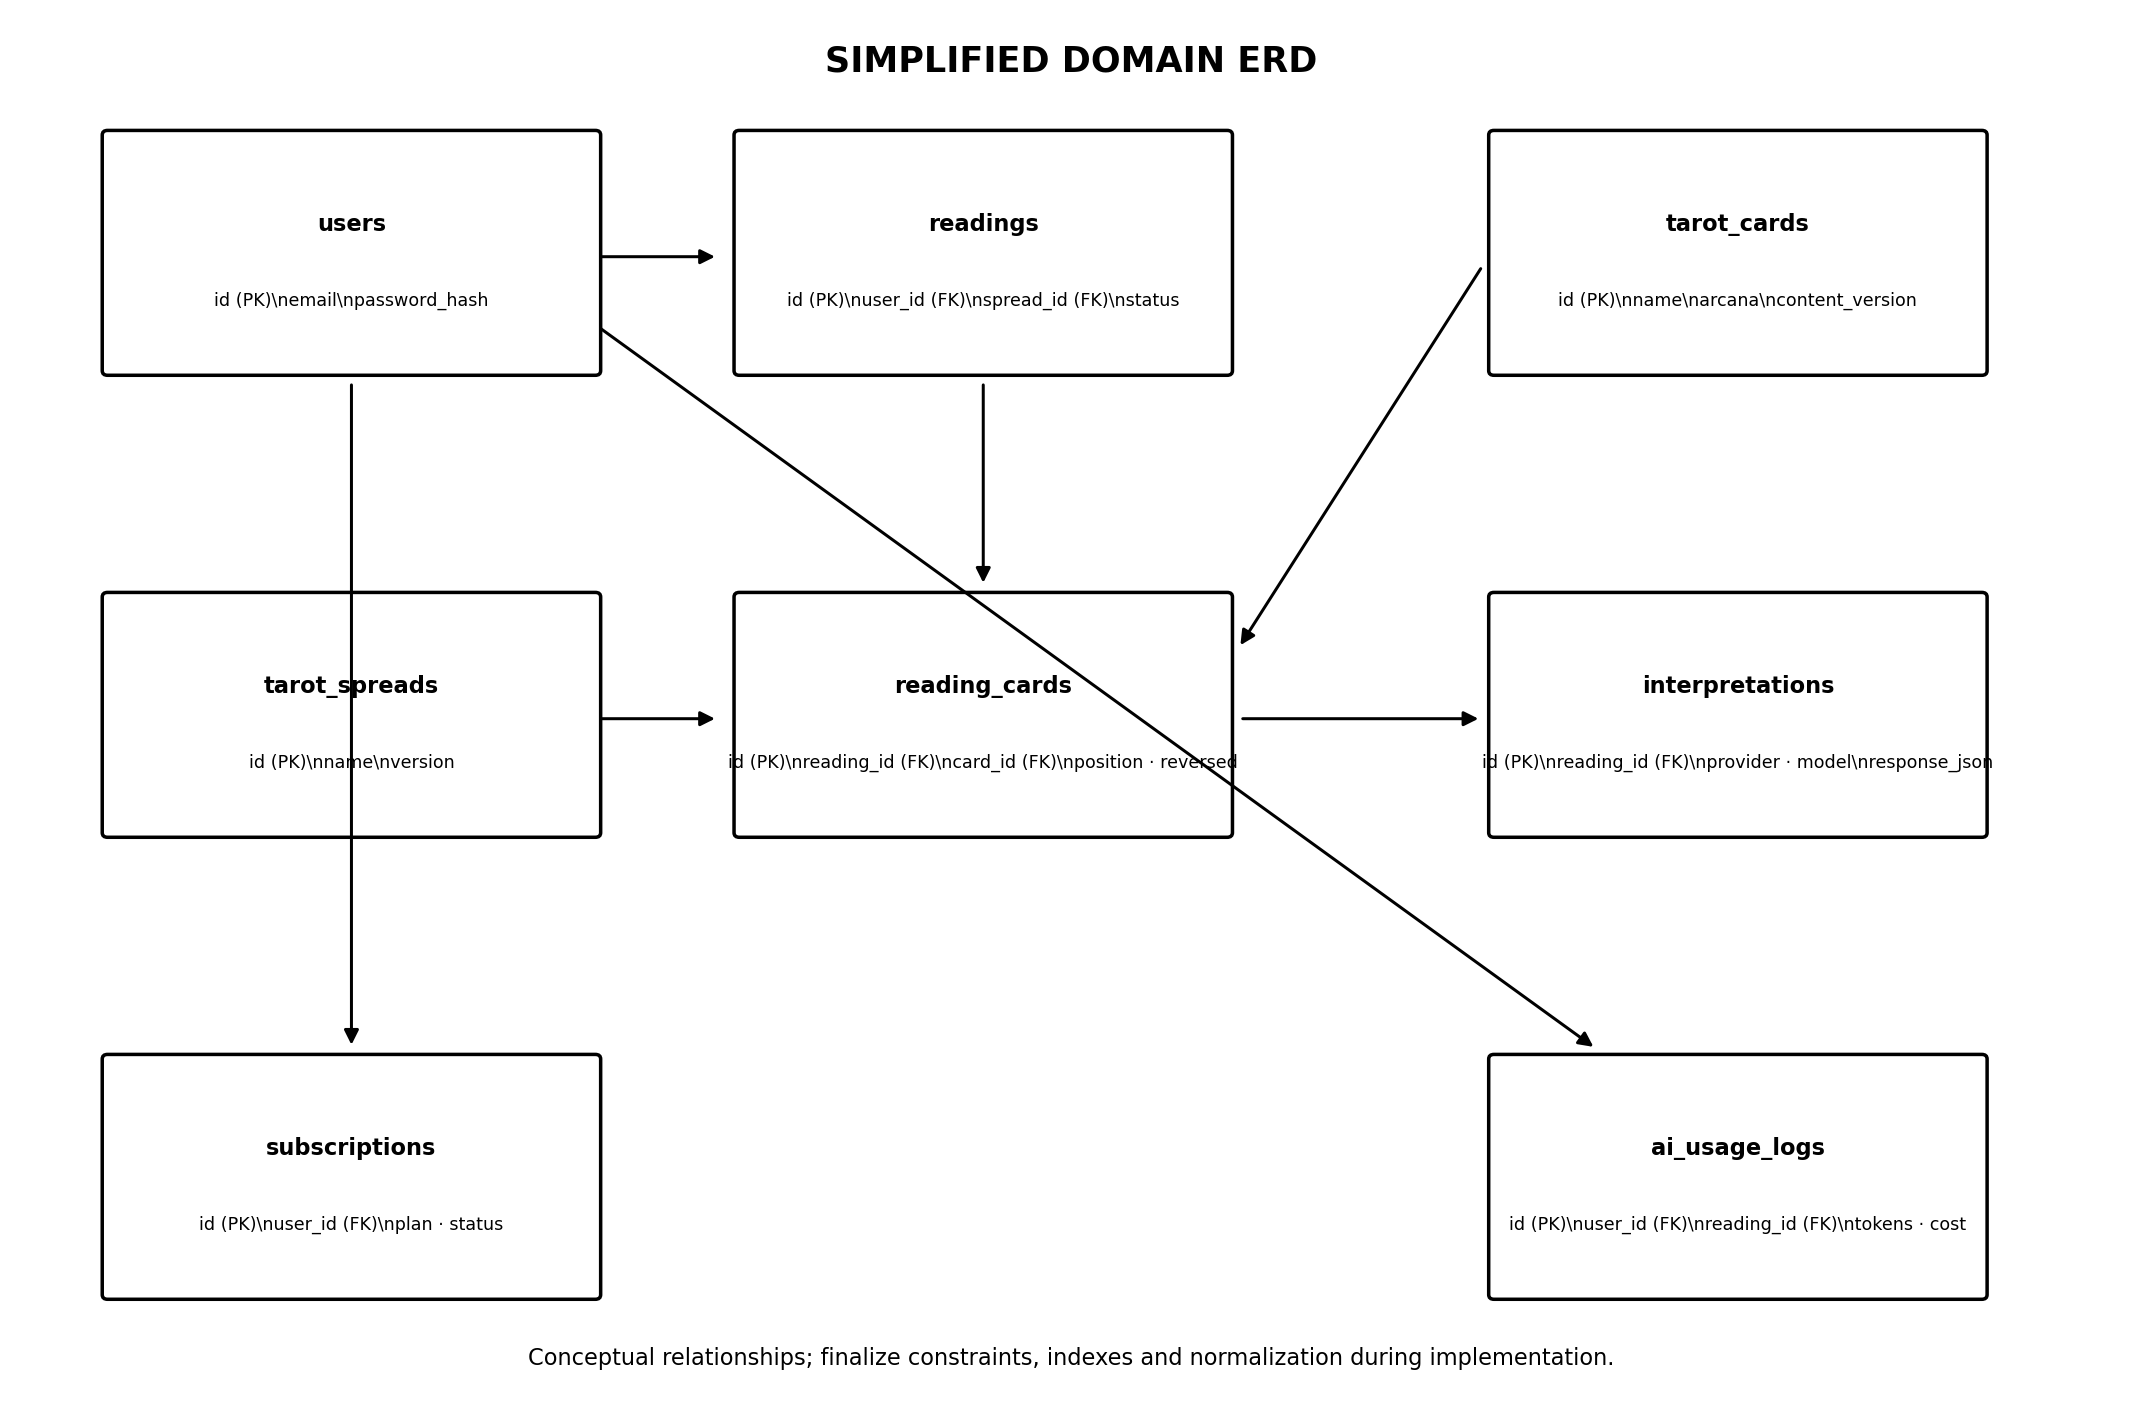 SIMPLIFIED DOMAIN ERD
users
id (PK)\nemail\npassword_hash
readings
id (PK)\nuser_id (FK)\nspread_id (FK)\nstatus
tarot_cards
id (PK)\nname\narcana\ncontent_version
tarot_spreads
id (PK)\nname\nversion
reading_cards
id (PK)\nreading_id (FK)\ncard_id (FK)\nposition · reversed
interpretations
id (PK)\nreading_id (FK)\nprovider · model\nresponse_json
subscriptions
id (PK)\nuser_id (FK)\nplan · status
ai_usage_logs
id (PK)\nuser_id (FK)\nreading_id (FK)\ntokens · cost
Conceptual relationships; finalize constraints, indexes and normalization during implementation.